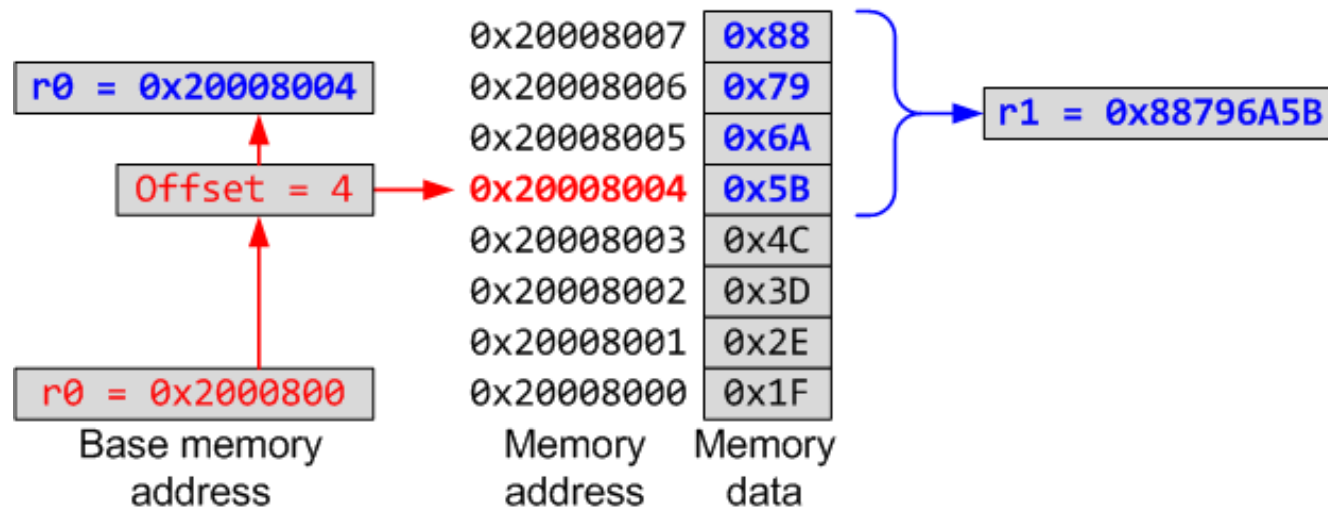 0x20008007 0x88
r0 = 0x20008004 0x20008006 0x79 r1 = 0x88796A5B
0x20008005 0x6A
Offset = 4 0x20008004 0x5B
0x20008003 0x4C
0x20008002 0x3D
0x20008001 0x2E
r0 = 0x2000800 0x20008000 0x1F
Base memory Memory Memory
address address data